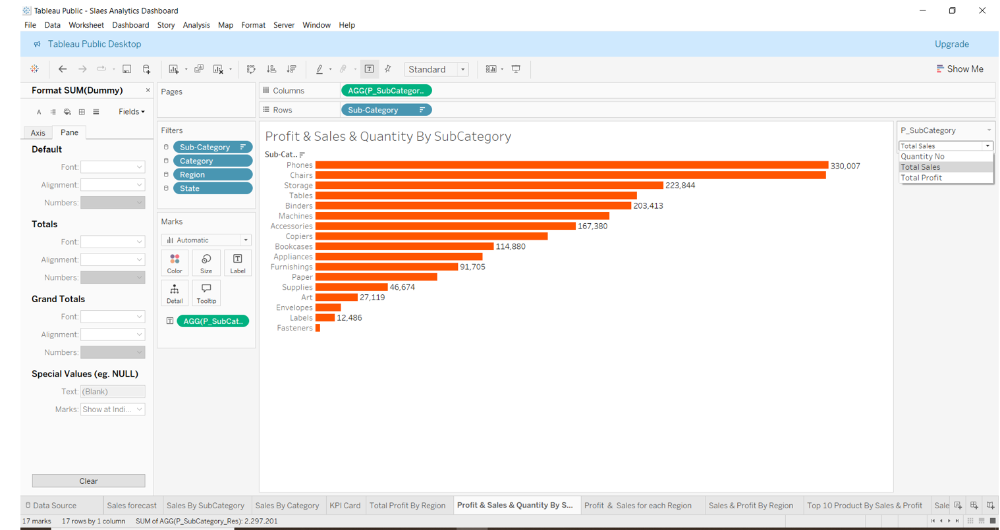 Tableau Public - Slaes Analytics Dashboard
File Data Worksheet Dashboard Story Analysis Map Format Server Window Help
Tableau Public Desktop Upgrade
Standard Show Me
Format SUM(Dummy) ×
Fields
Axis Pane
Default
Font:
Alignment:
Numbers:
Totals
Font:
Alignment:
Numbers:
Grand Totals
Font:
Alignment:
Numbers:
Special Values (eg. NULL)
Text: (Blank)
Marks: Show at Indi...
Clear
Pages
Filters
Sub-Category
Category
Region
State
Marks
Automatic
Color Size Label
Detail Tooltip
AGG(P_SubCat..
Columns AGG(P_SubCategor..
Rows Sub-Category
Profit & Sales & Quantity By SubCategory
Sub-Cat..
Phones 330,007
Chairs
Storage 223,844
Tables
Binders 203,413
Machines
Accessories 167,380
Copiers
Bookcases 114,880
Appliances
Furnishings 91,705
Paper
Supplies 46,674
Art 27,119
Envelopes
Labels 12,486
Fasteners
P_SubCategory
Total Sales
Quantity No
Total Sales
Total Profit
Data Source Sales forecast Sales By SubCategory Sales By Category KPI Card Total Profit By Region Profit & Sales & Quantity By S... Profit & Sales for each Region Sales & Profit By Region Top 10 Product By Sales & Profit Sale
17 marks 17 rows by 1 column SUM of AGG(P_SubCategory_Res): 2,297,201